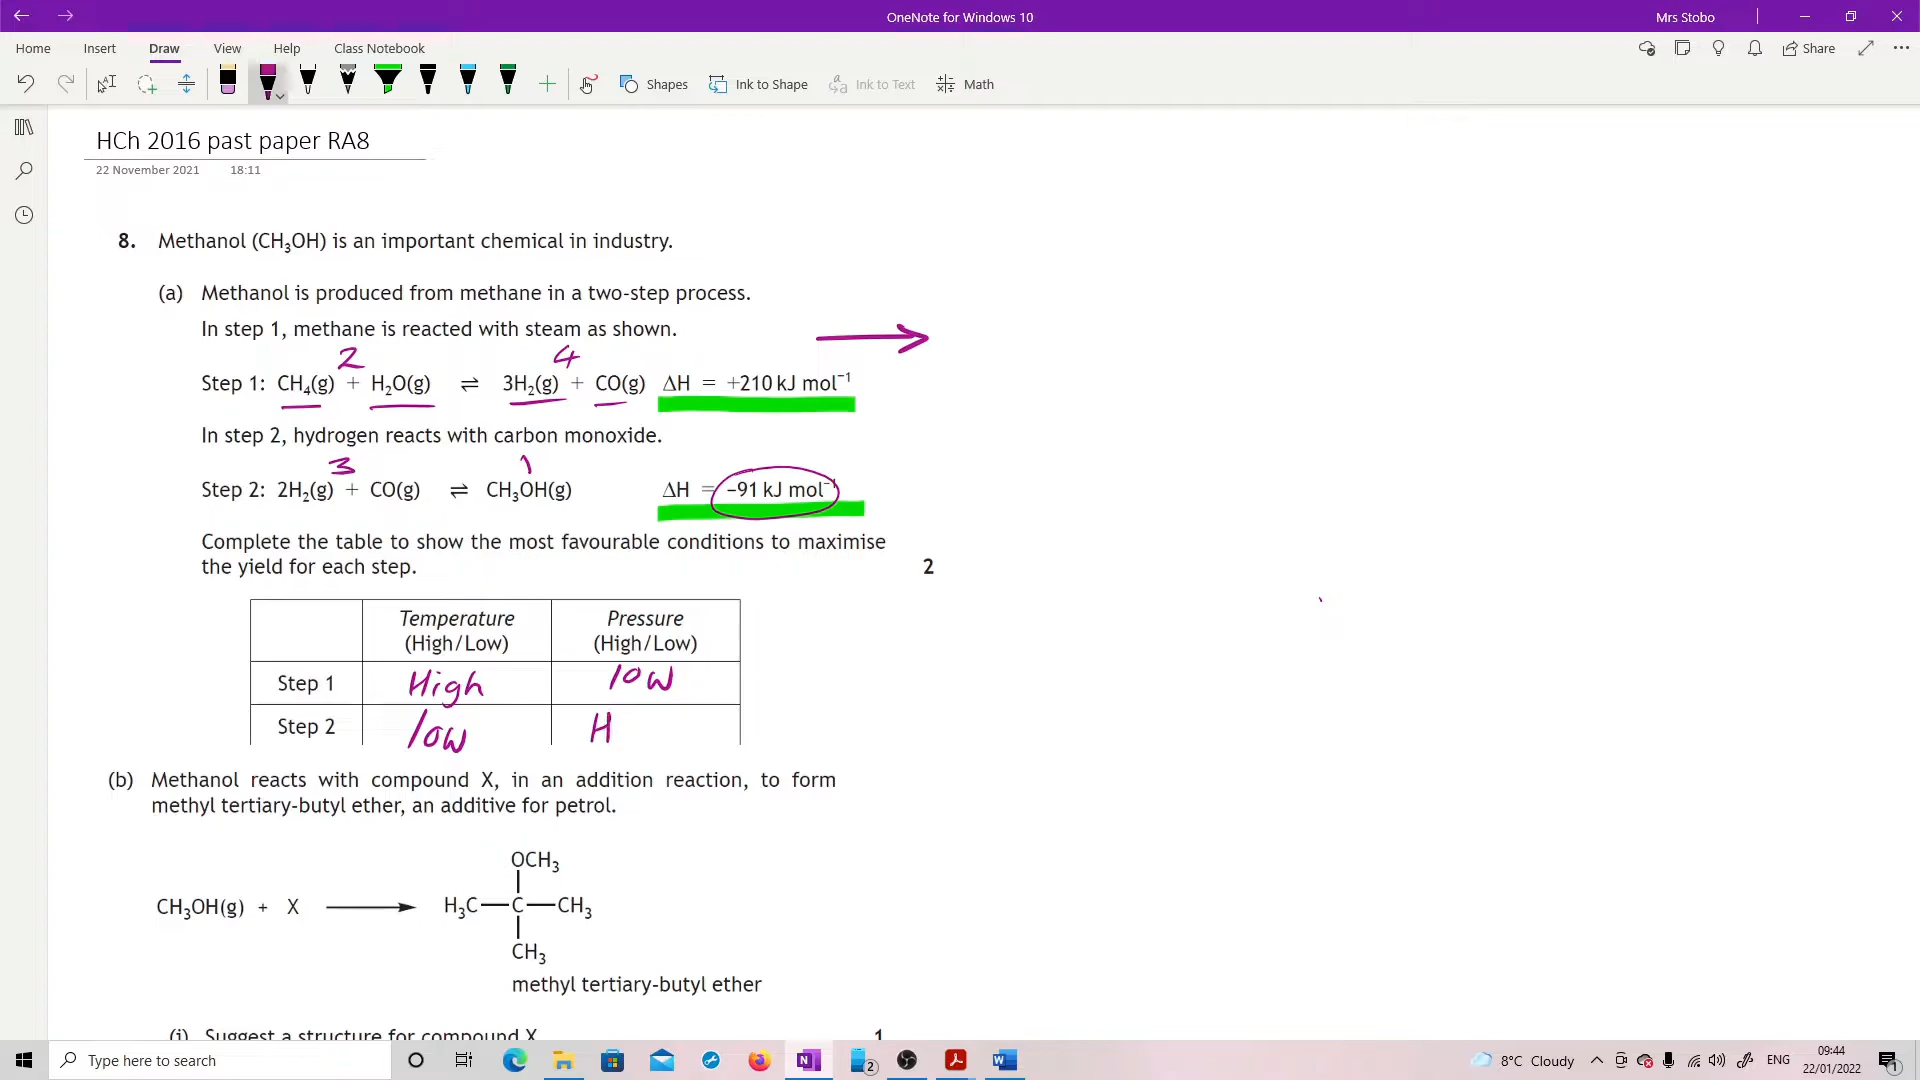 OneNote for Windows 10
Mrs Stobo
Home Insert Draw View Help Class Notebook
Share
Shapes Ink to Shape Ink to Text Math
HCh 2016 past paper RA8
22 November 2021 18:11
8. Methanol (CH₃OH) is an important chemical in industry.
(a) Methanol is produced from methane in a two-step process.
In step 1, methane is reacted with steam as shown.
2 4
Step 1: CH₄(g) + H₂O(g) ⇌ 3H₂(g) + CO(g) ΔH = +210 kJ mol⁻¹
In step 2, hydrogen reacts with carbon monoxide.
3 1
Step 2: 2H₂(g) + CO(g) ⇌ CH₃OH(g) ΔH = −91 kJ mol⁻¹
Complete the table to show the most favourable conditions to maximise
the yield for each step. 2
Temperature Pressure
(High/Low) (High/Low)
Step 1 High low
Step 2 low H
(b) Methanol reacts with compound X, in an addition reaction, to form
methyl tertiary-butyl ether, an additive for petrol.
OCH₃
CH₃OH(g) + X ⟶ H₃C—C—CH₃
CH₃
methyl tertiary-butyl ether
(i) Suggest a structure for compound X. 1
Type here to search
2
8°C Cloudy
ENG
09:44
22/01/2022
1